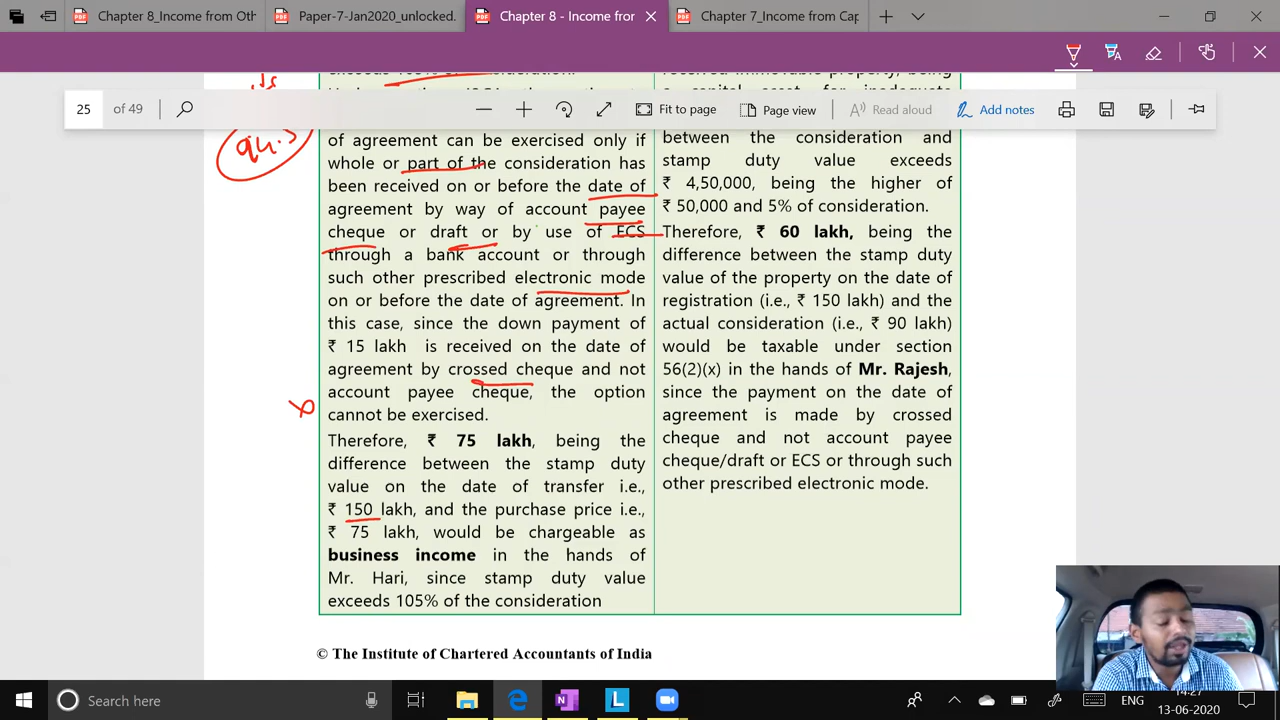 Chapter 8_Income from Oth
Paper-7-Jan2020_unlocked.
Chapter 8 - Income fror
Chapter 7_Income from Cap
25 of 49
Fit to page
Page view
Read aloud
Add notes
of agreement can be exercised only if
whole or part of the consideration has
been received on or before the date of
agreement by way of account payee
cheque or draft or by use of ECS
through a bank account or through
such other prescribed electronic mode
on or before the date of agreement. In
this case, since the down payment of
₹ 15 lakh is received on the date of
agreement by crossed cheque and not
account payee cheque, the option
cannot be exercised.
Therefore, ₹ 75 lakh, being the
difference between the stamp duty
value on the date of transfer i.e.,
₹ 150 lakh, and the purchase price i.e.,
₹ 75 lakh, would be chargeable as
business income in the hands of
Mr. Hari, since stamp duty value
exceeds 105% of the consideration
received immovable property, being
a capital asset for inadequate
between the consideration and
stamp duty value exceeds
₹ 4,50,000, being the higher of
₹ 50,000 and 5% of consideration.
Therefore, ₹ 60 lakh, being the
difference between the stamp duty
value of the property on the date of
registration (i.e., ₹ 150 lakh) and the
actual consideration (i.e., ₹ 90 lakh)
would be taxable under section
56(2)(x) in the hands of Mr. Rajesh,
since the payment on the date of
agreement is made by crossed
cheque and not account payee
cheque/draft or ECS or through such
other prescribed electronic mode.
© The Institute of Chartered Accountants of India
Search here
ENG
14:27
13-06-2020